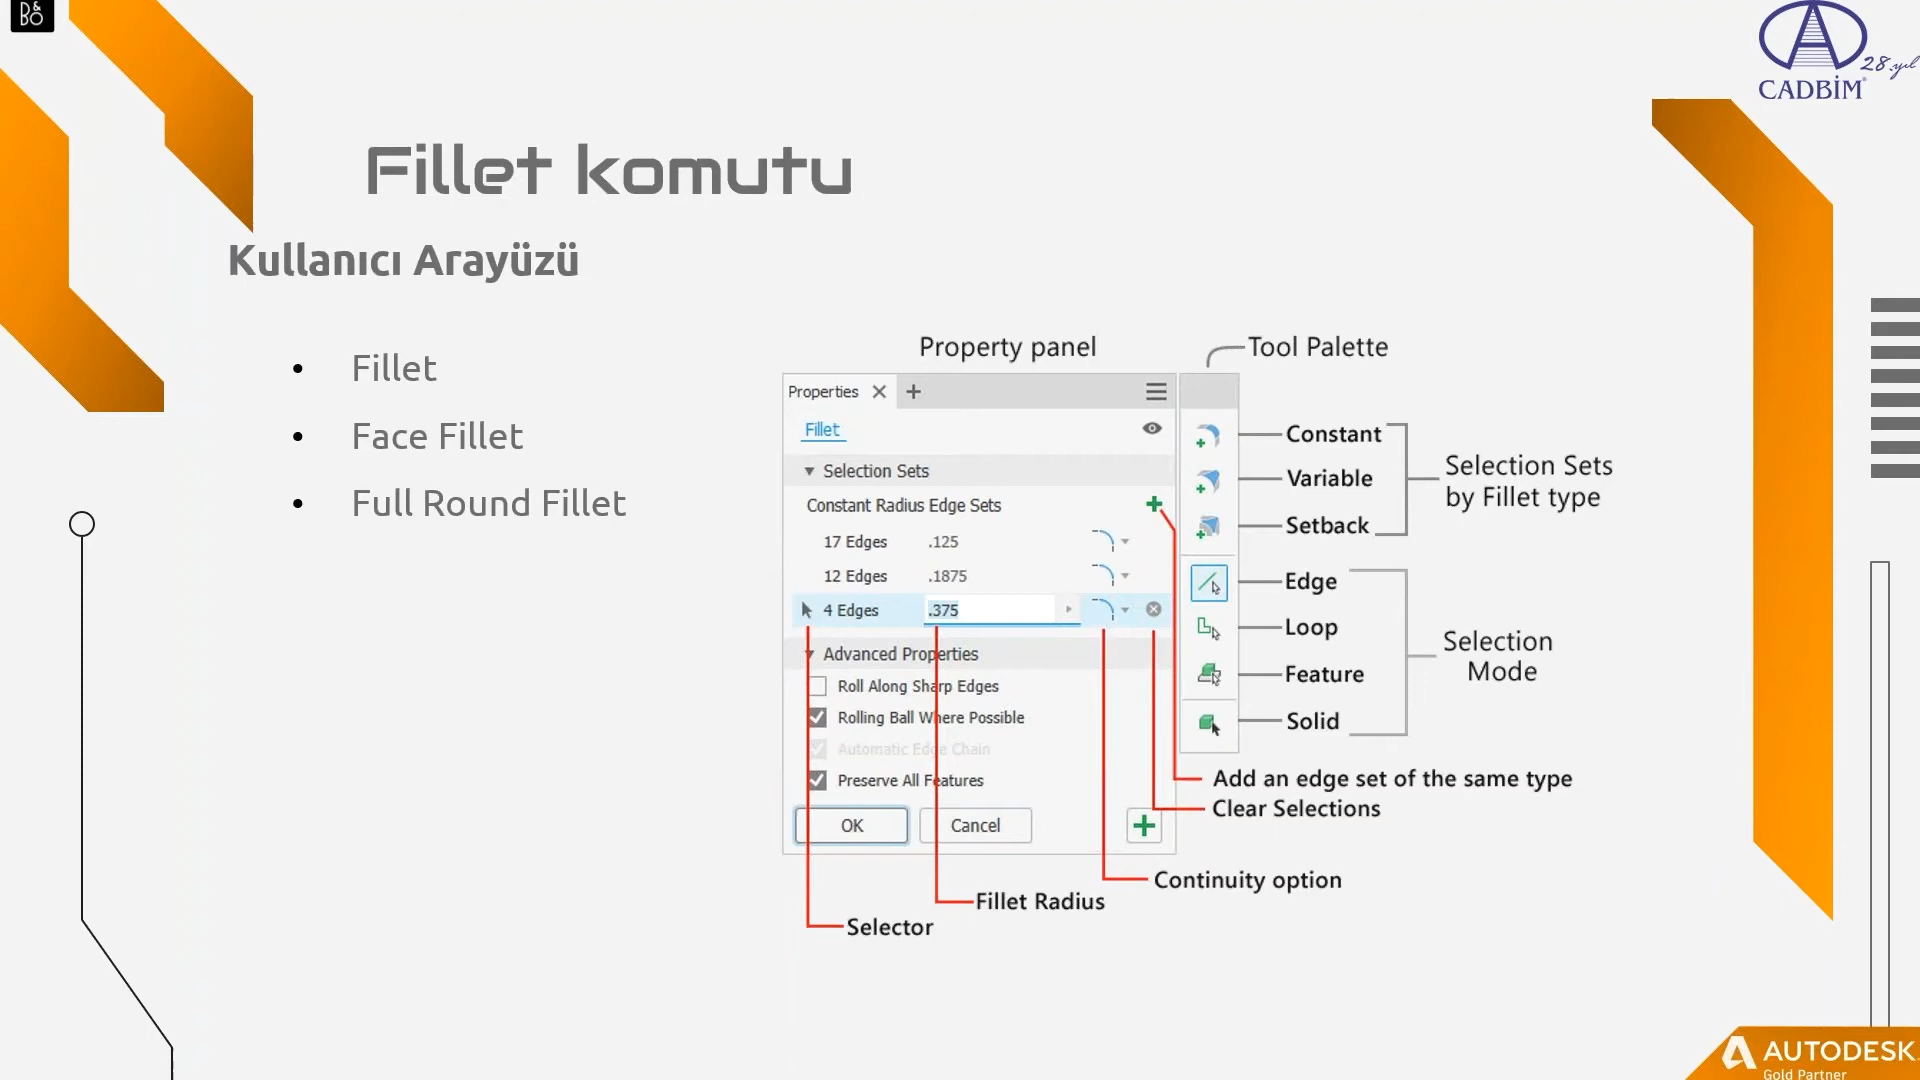 B&O
CADBİM
28.yıl
Fillet komutu
Kullanıcı Arayüzü
• Fillet
• Face Fillet
• Full Round Fillet
Property panel
Tool Palette
Properties
Fillet
Selection Sets
Constant Radius Edge Sets
17 Edges .125
12 Edges .1875
4 Edges .375
Advanced Properties
Roll Along Sharp Edges
Rolling Ball Where Possible
Automatic Edge Chain
Preserve All Features
OK
Cancel
Constant
Variable
Setback
Selection Sets
by Fillet type
Edge
Loop
Feature
Solid
Selection
Mode
Add an edge set of the same type
Clear Selections
Continuity option
Fillet Radius
Selector
AUTODESK
Gold Partner